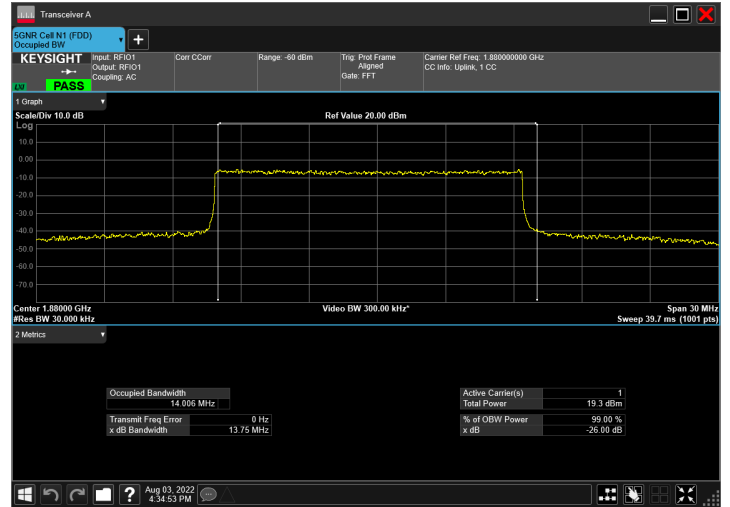 Transceiver A
5GNR Cell N1 (FDD)
Occupied BW
KEYSIGHT
LXI
PASS
Input: RFIO1
Output: RFIO1
Coupling: AC
Corr CCorr
Range: -60 dBm
Trig: Prot Frame
Aligned
Gate: FFT
Carrier Ref Freq: 1.880000000 GHz
CC Info: Uplink, 1 CC
1 Graph
Scale/Div 10.0 dB
Ref Value 20.00 dBm
Log
10.0
0.00
-10.0
-20.0
-30.0
-40.0
-50.0
-60.0
-70.0
Center 1.88000 GHz
Video BW 300.00 kHz*
Span 30 MHz
#Res BW 30.000 kHz
Sweep 39.7 ms (1001 pts)
2 Metrics
Occupied Bandwidth
14.006 MHz
Transmit Freq Error 0 Hz
x dB Bandwidth 13.75 MHz
Active Carrier(s) 1
Total Power 19.3 dBm
% of OBW Power 99.00 %
x dB -26.00 dB
?
Aug 03, 2022
4:34:53 PM